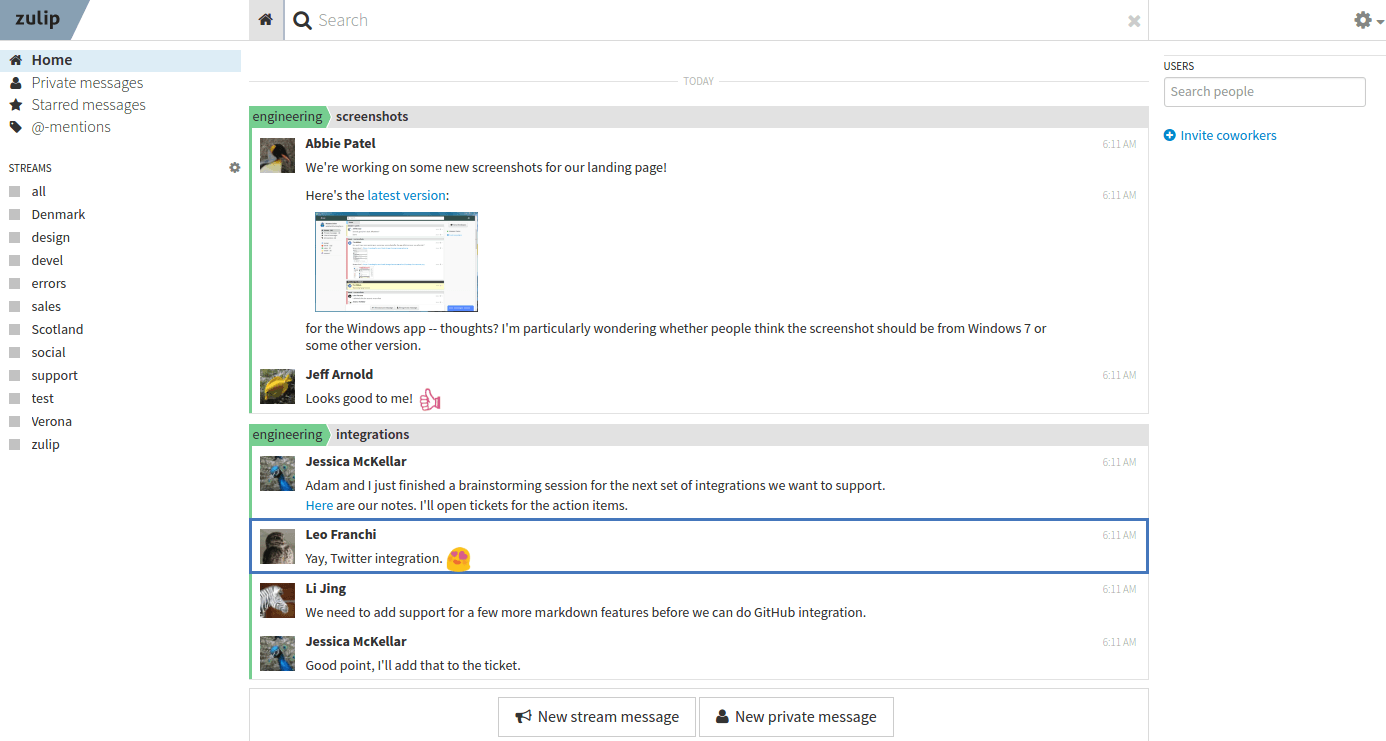 zulip
Search
Home
Private messages
Starred messages
@-mentions
STREAMS
all
Denmark
design
devel
errors
sales
Scotland
social
support
test
Verona
zulip
TODAY
engineering screenshots
Abbie Patel 6:11 AM
We're working on some new screenshots for our landing page!
Here's the latest version: 6:11 AM
for the Windows app -- thoughts? I'm particularly wondering whether people think the screenshot should be from Windows 7 or
some other version.
Jeff Arnold 6:11 AM
Looks good to me!
engineering integrations
Jessica McKellar 6:11 AM
Adam and I just finished a brainstorming session for the next set of integrations we want to support.
Here are our notes. I'll open tickets for the action items.
Leo Franchi 6:11 AM
Yay, Twitter integration.
Li Jing 6:11 AM
We need to add support for a few more markdown features before we can do GitHub integration.
Jessica McKellar 6:11 AM
Good point, I'll add that to the ticket.
New stream message New private message
USERS
Search people
Invite coworkers